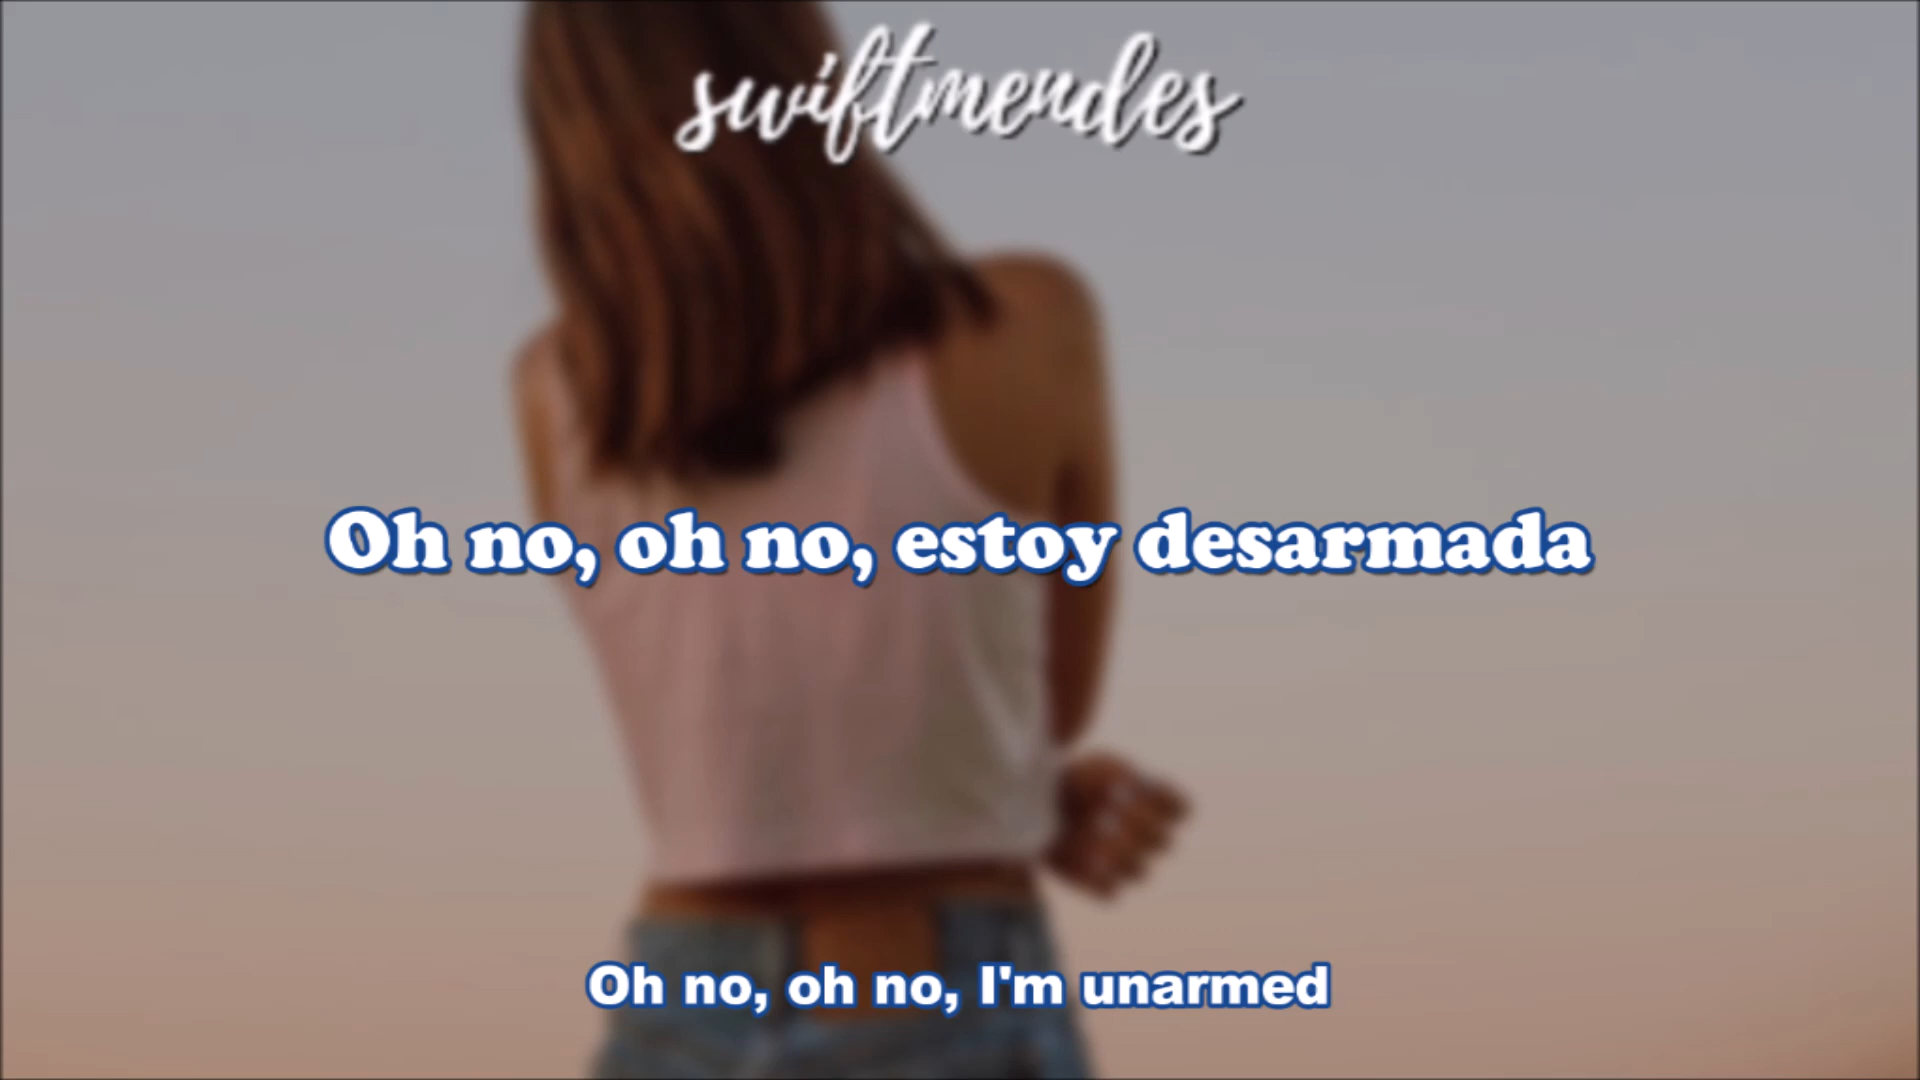 swiftmendes
Oh no, oh no, estoy desarmada
Oh no, oh no, I'm unarmed